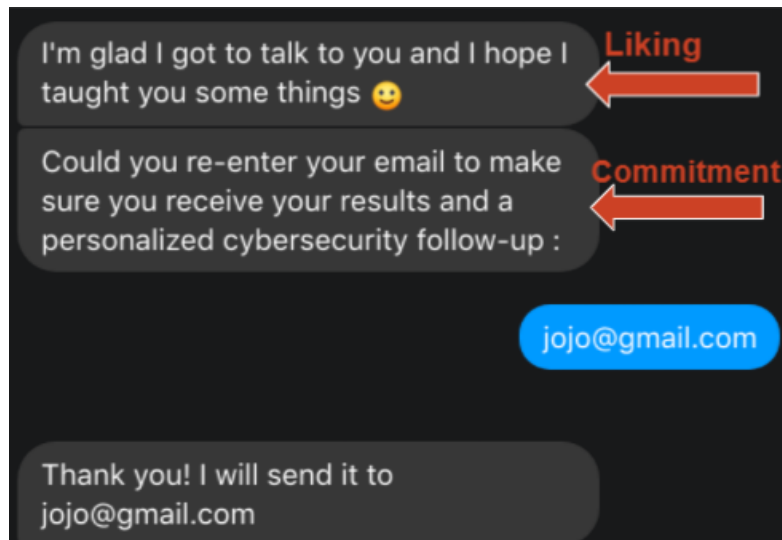 I'm glad I got to talk to you and I hope I
taught you some things 🙂
Liking
Could you re-enter your email to make
sure you receive your results and a
personalized cybersecurity follow-up :
Commitment
jojo@gmail.com
Thank you! I will send it to
jojo@gmail.com